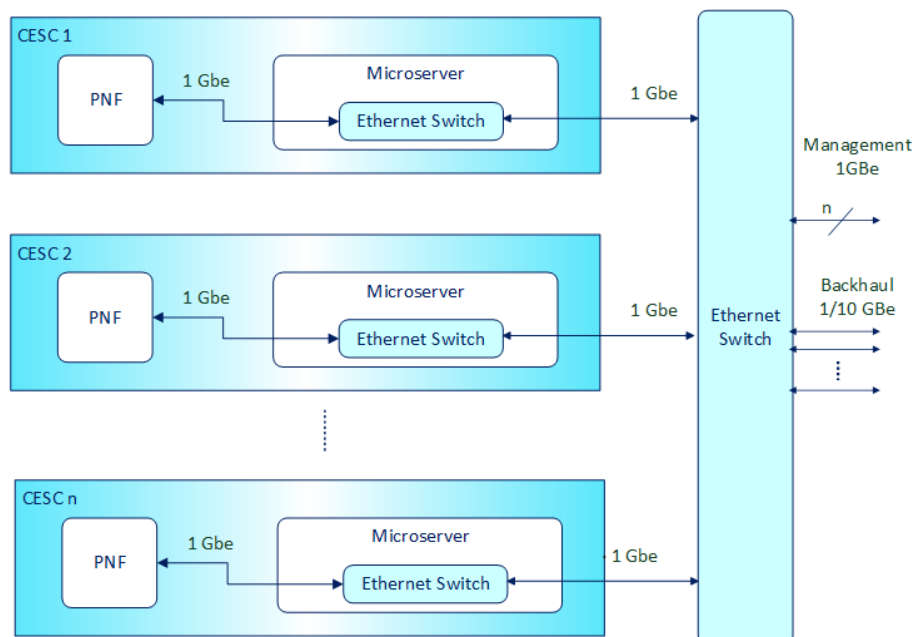 CESC 1
PNF
1 Gbe
Microserver
Ethernet Switch
1 Gbe
CESC 2
PNF
1 Gbe
Microserver
Ethernet Switch
1 Gbe
CESC n
PNF
1 Gbe
Microserver
Ethernet Switch
1 Gbe
Ethernet
Switch
Management
1GBe
n
Backhaul
1/10 GBe